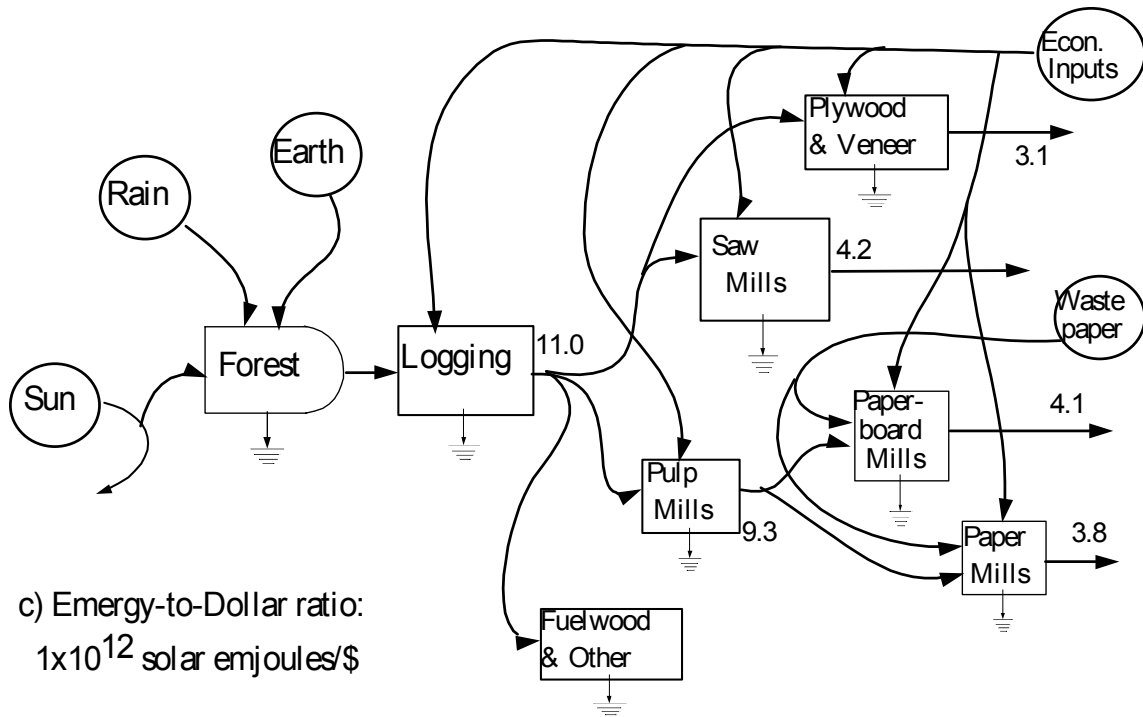 Econ.
Inputs
Plywood
& Veneer
3.1
Earth
Rain
Saw
Mills
4.2
Waste
paper
Forest
Logging
11.0
Sun
Paper-
board
Mills
4.1
Pulp
Mills
9.3
Paper
Mills
3.8
c) Emergy-to-Dollar ratio:
1x10^12 solar emjoules/$
Fuelwood
& Other